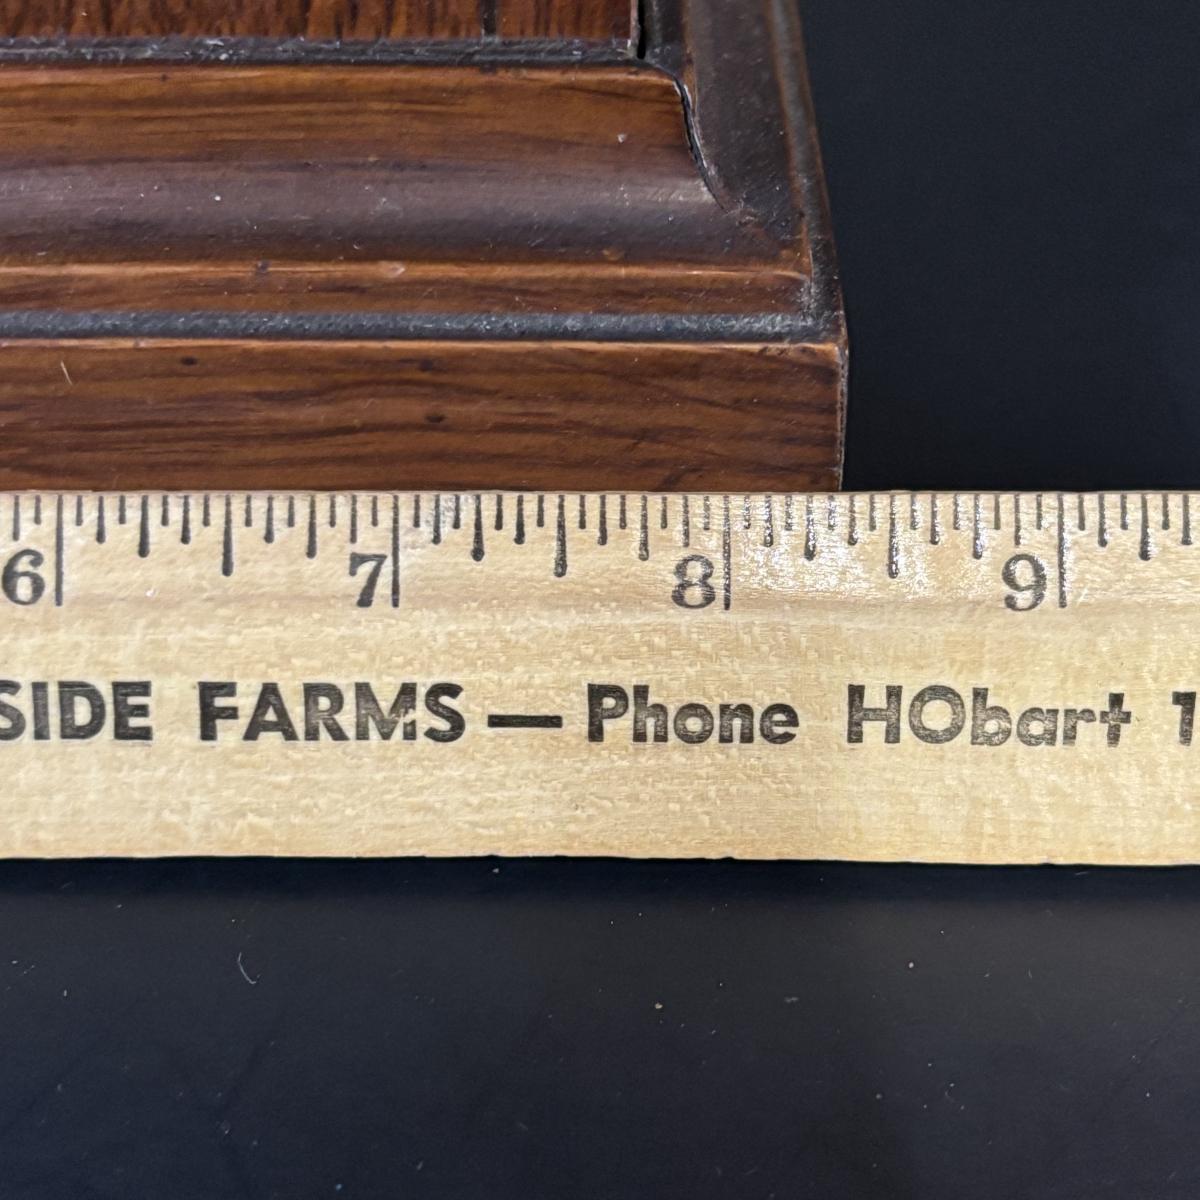 6 7 8 9
SIDE FARMS — Phone HObart 1